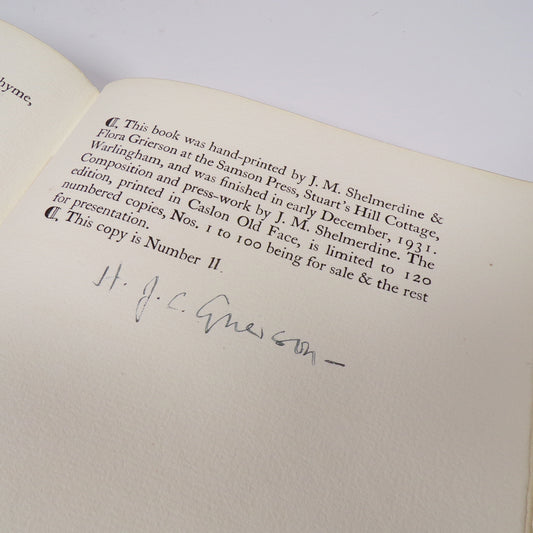 hyme,
⁋ This book was hand-printed by J. M. Shelmerdine &
Flora Grierson at the Samson Press, Stuart's Hill Cottage,
Warlingham, and was finished in early December, 1931.
Composition and press-work by J. M. Shelmerdine. The
edition, printed in Caslon Old Face, is limited to 120
numbered copies, Nos. 1 to 100 being for sale & the rest
for presentation.
⁋ This copy is Number 11.
H. J. C. Grierson —